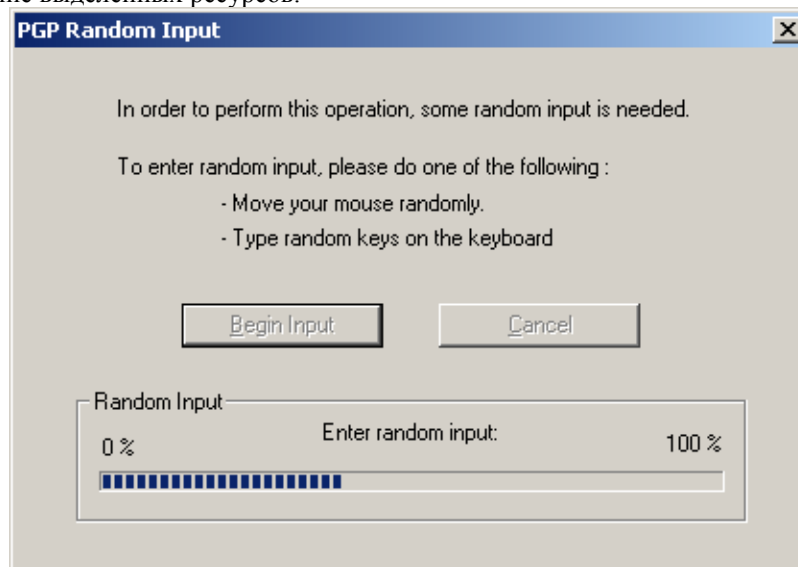 выделенных ресурсов.
PGP Random Input
In order to perform this operation, some random input is needed.
To enter random input, please do one of the following :
- Move your mouse randomly.
- Type random keys on the keyboard
Begin Input Cancel
Random Input
Enter random input:
0 % 100 %